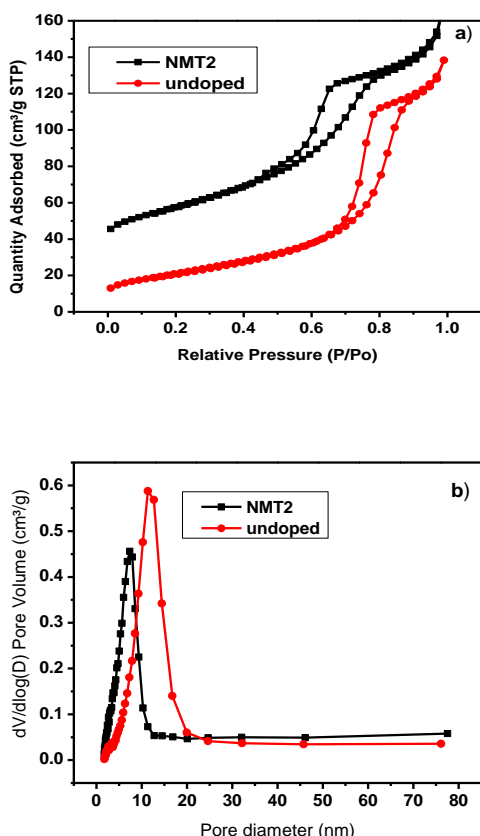 a)
NMT2
undoped
Quantity Adsorbed (cm³/g STP)
160
140
120
100
80
60
40
20
0
0.0 0.2 0.4 0.6 0.8 1.0
Relative Pressure (P/Po)
b)
NMT2
undoped
dV/dlog(D) Pore Volume (cm³/g)
0.6
0.5
0.4
0.3
0.2
0.1
0.0
0 10 20 30 40 50 60 70 80
Pore diameter (nm)